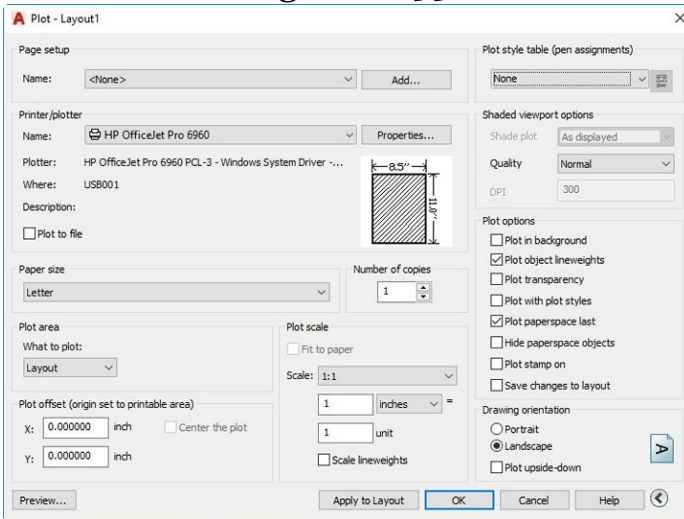 Plot - Layout1
Page setup
Name:
<None>
Add...
Printer/plotter
Name:
HP OfficeJet Pro 6960
Properties...
Plotter:
HP OfficeJet Pro 6960 PCL-3 - Windows System Driver -...
Where:
USB001
Description:
Plot to file
8.5''
11.0''
Paper size
Letter
Number of copies
1
Plot area
What to plot:
Layout
Plot offset (origin set to printable area)
X:
0.000000
inch
Center the plot
Y:
0.000000
inch
Plot scale
Fit to paper
Scale:
1:1
1
inches
=
1
unit
Scale lineweights
Plot style table (pen assignments)
None
Shaded viewport options
Shade plot
As displayed
Quality
Normal
DPI
300
Plot options
Plot in background
Plot object lineweights
Plot transparency
Plot with plot styles
Plot paperspace last
Hide paperspace objects
Plot stamp on
Save changes to layout
Drawing orientation
Portrait
Landscape
Plot upside-down
A
Preview...
Apply to Layout
OK
Cancel
Help